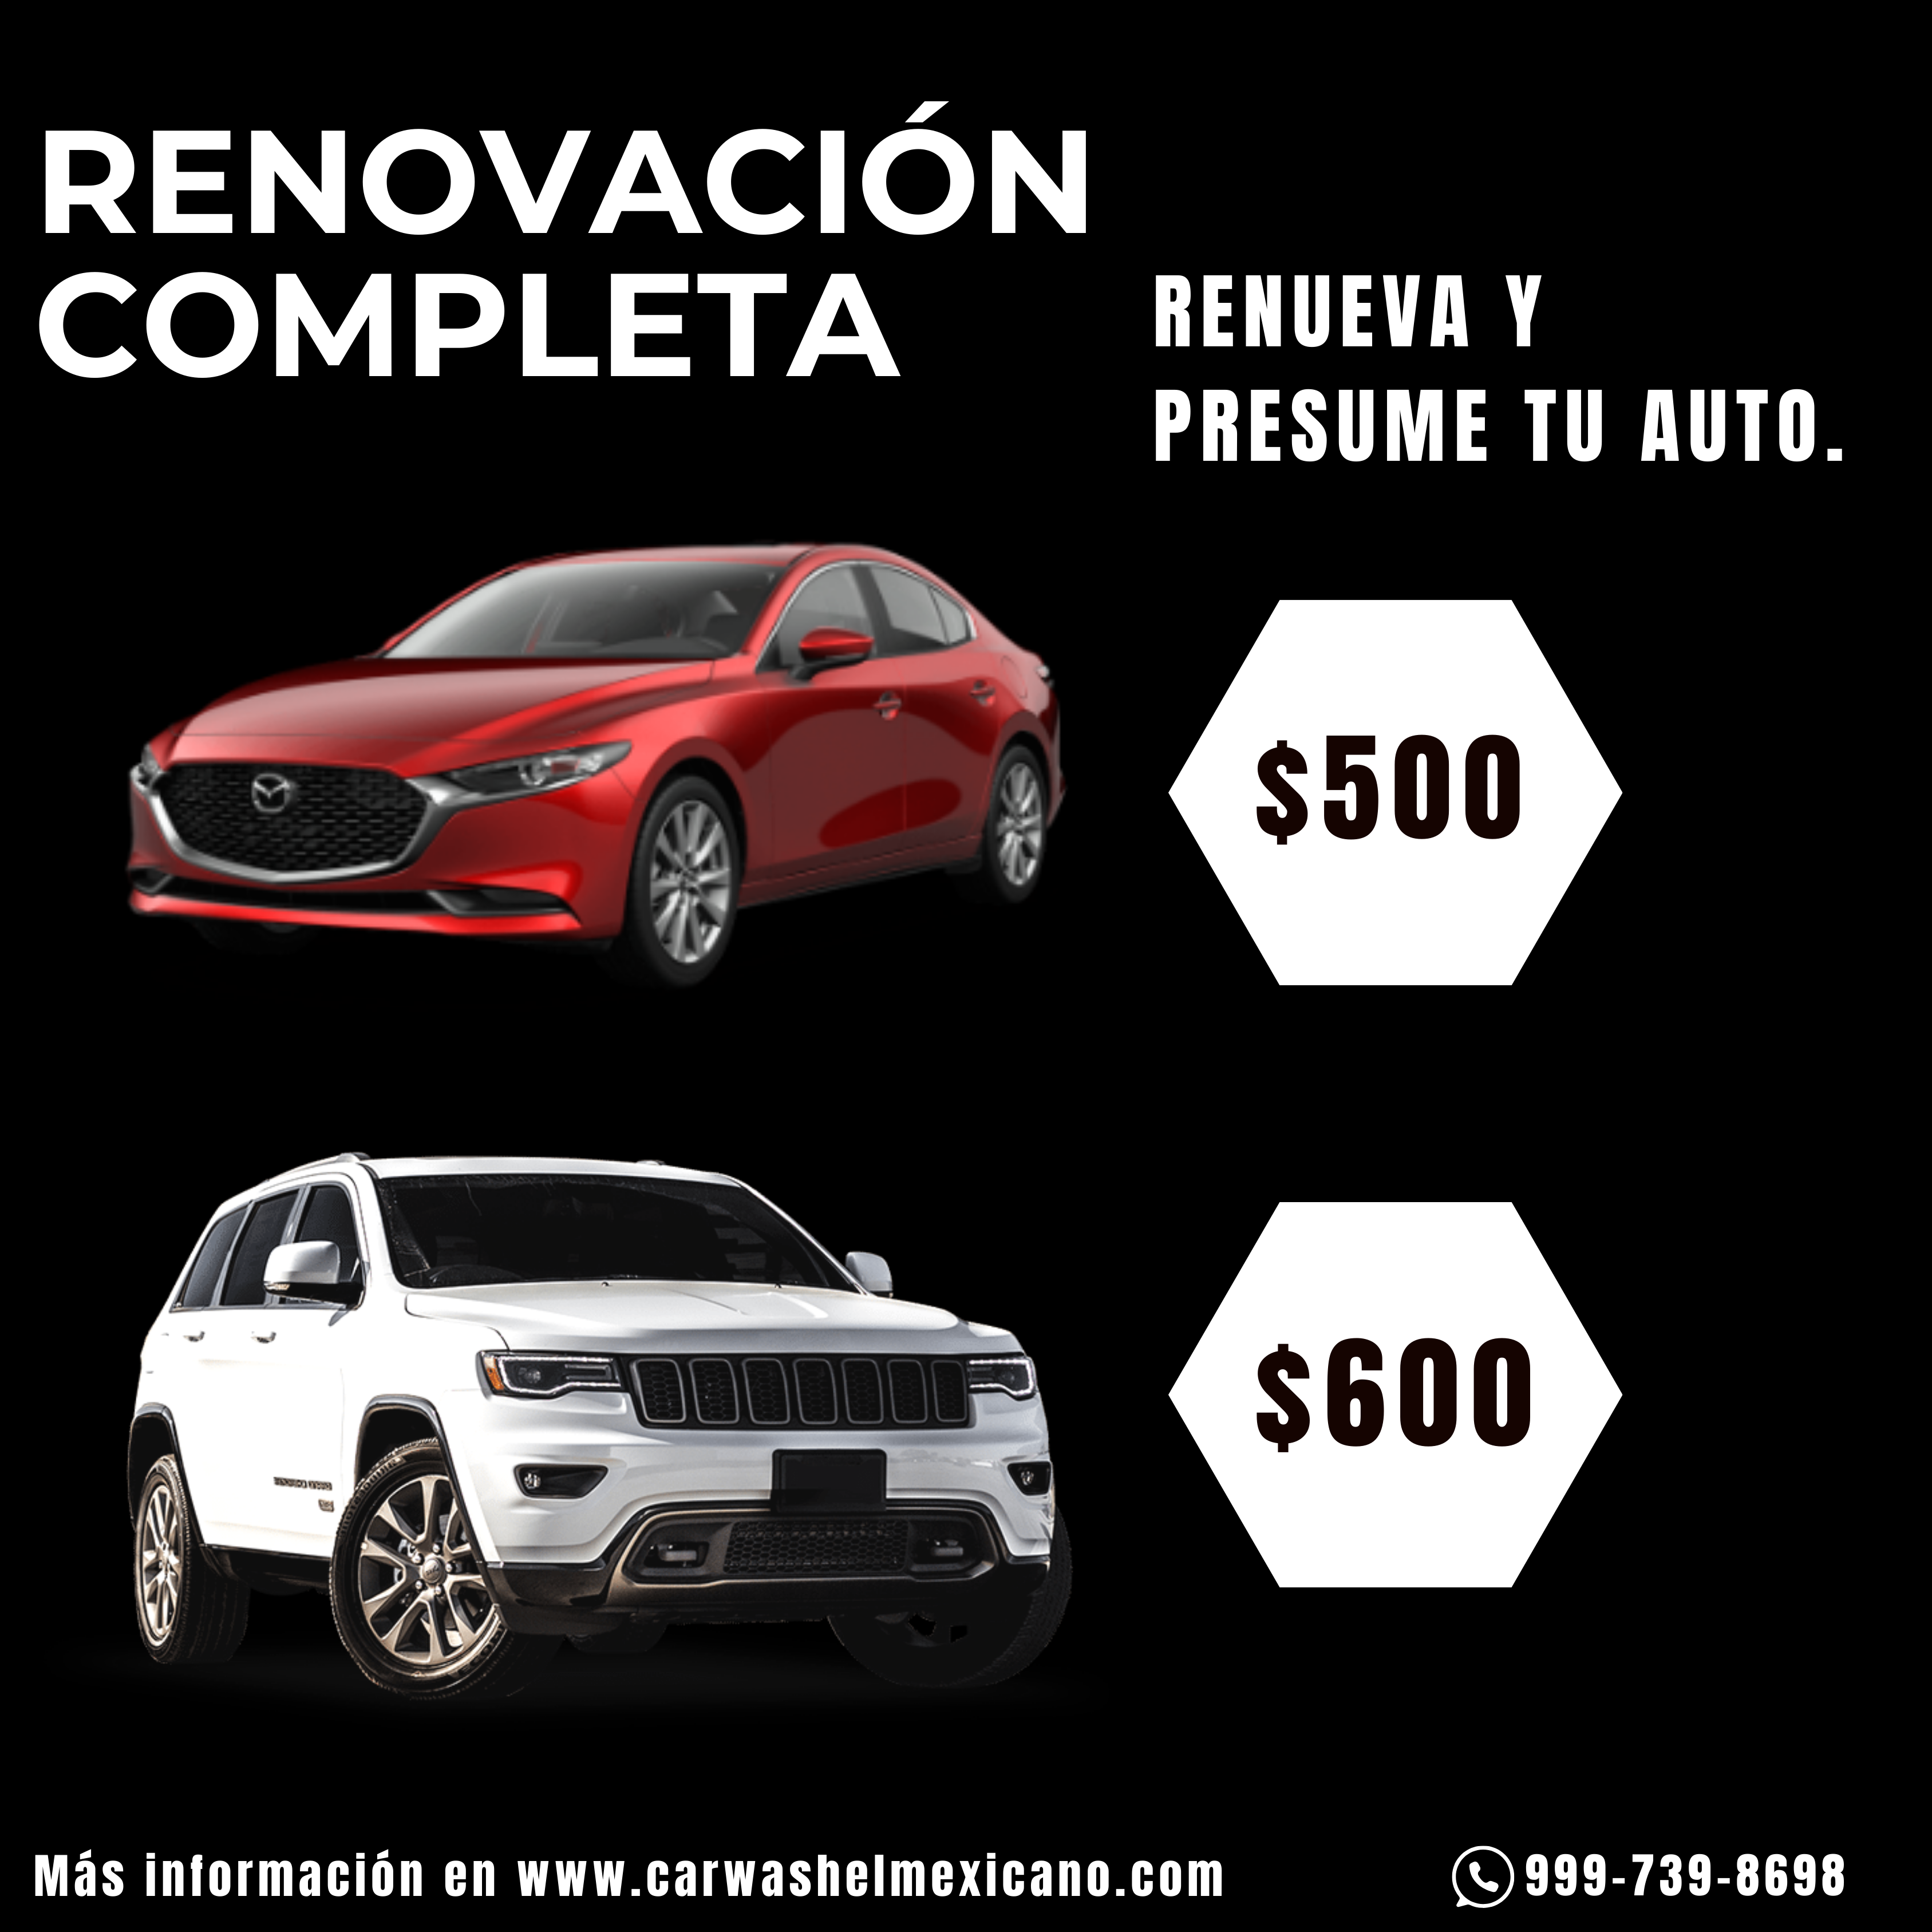 RENOVACIÓN
COMPLETA
RENUEVA Y
PRESUME TU AUTO.
$500
$600
Más información en www.carwashelmexicano.com
999-739-8698